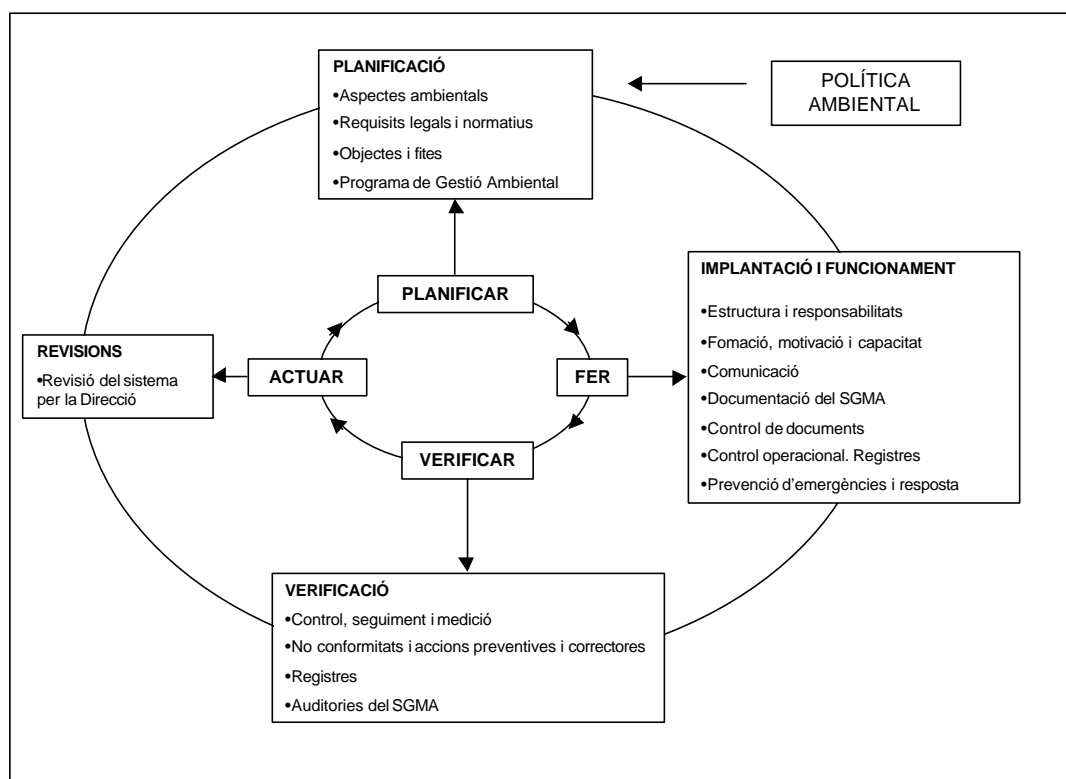 PLANIFICACIÓ
•Aspectes ambientals
•Requisits legals i normatius
•Objectes i fites
•Programa de Gestió Ambiental
POLÍTICA
AMBIENTAL
IMPLANTACIÓ I FUNCIONAMENT
•Estructura i responsabilitats
•Fomació, motivació i capacitat
•Comunicació
•Documentació del SGMA
•Control de documents
•Control operacional. Registres
•Prevenció d’emergències i resposta
PLANIFICAR
REVISIONS
•Revisió del sistema
per la Direcció
ACTUAR
FER
VERIFICAR
VERIFICACIÓ
•Control, seguiment i medició
•No conformitats i accions preventives i correctores
•Registres
•Auditories del SGMA